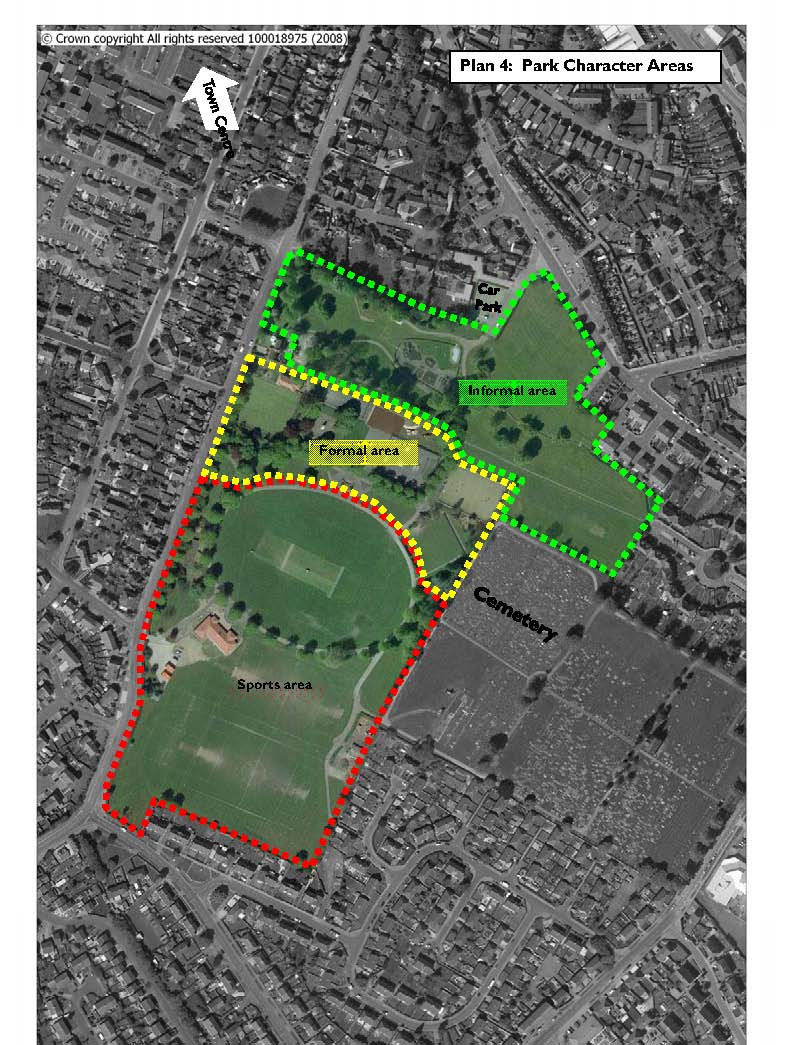 © Crown copyright All rights reserved 100018975 (2008)
Plan 4: Park Character Areas
Town Centre
Car
Park
Informal area
Formal area
Cemetery
Sports area